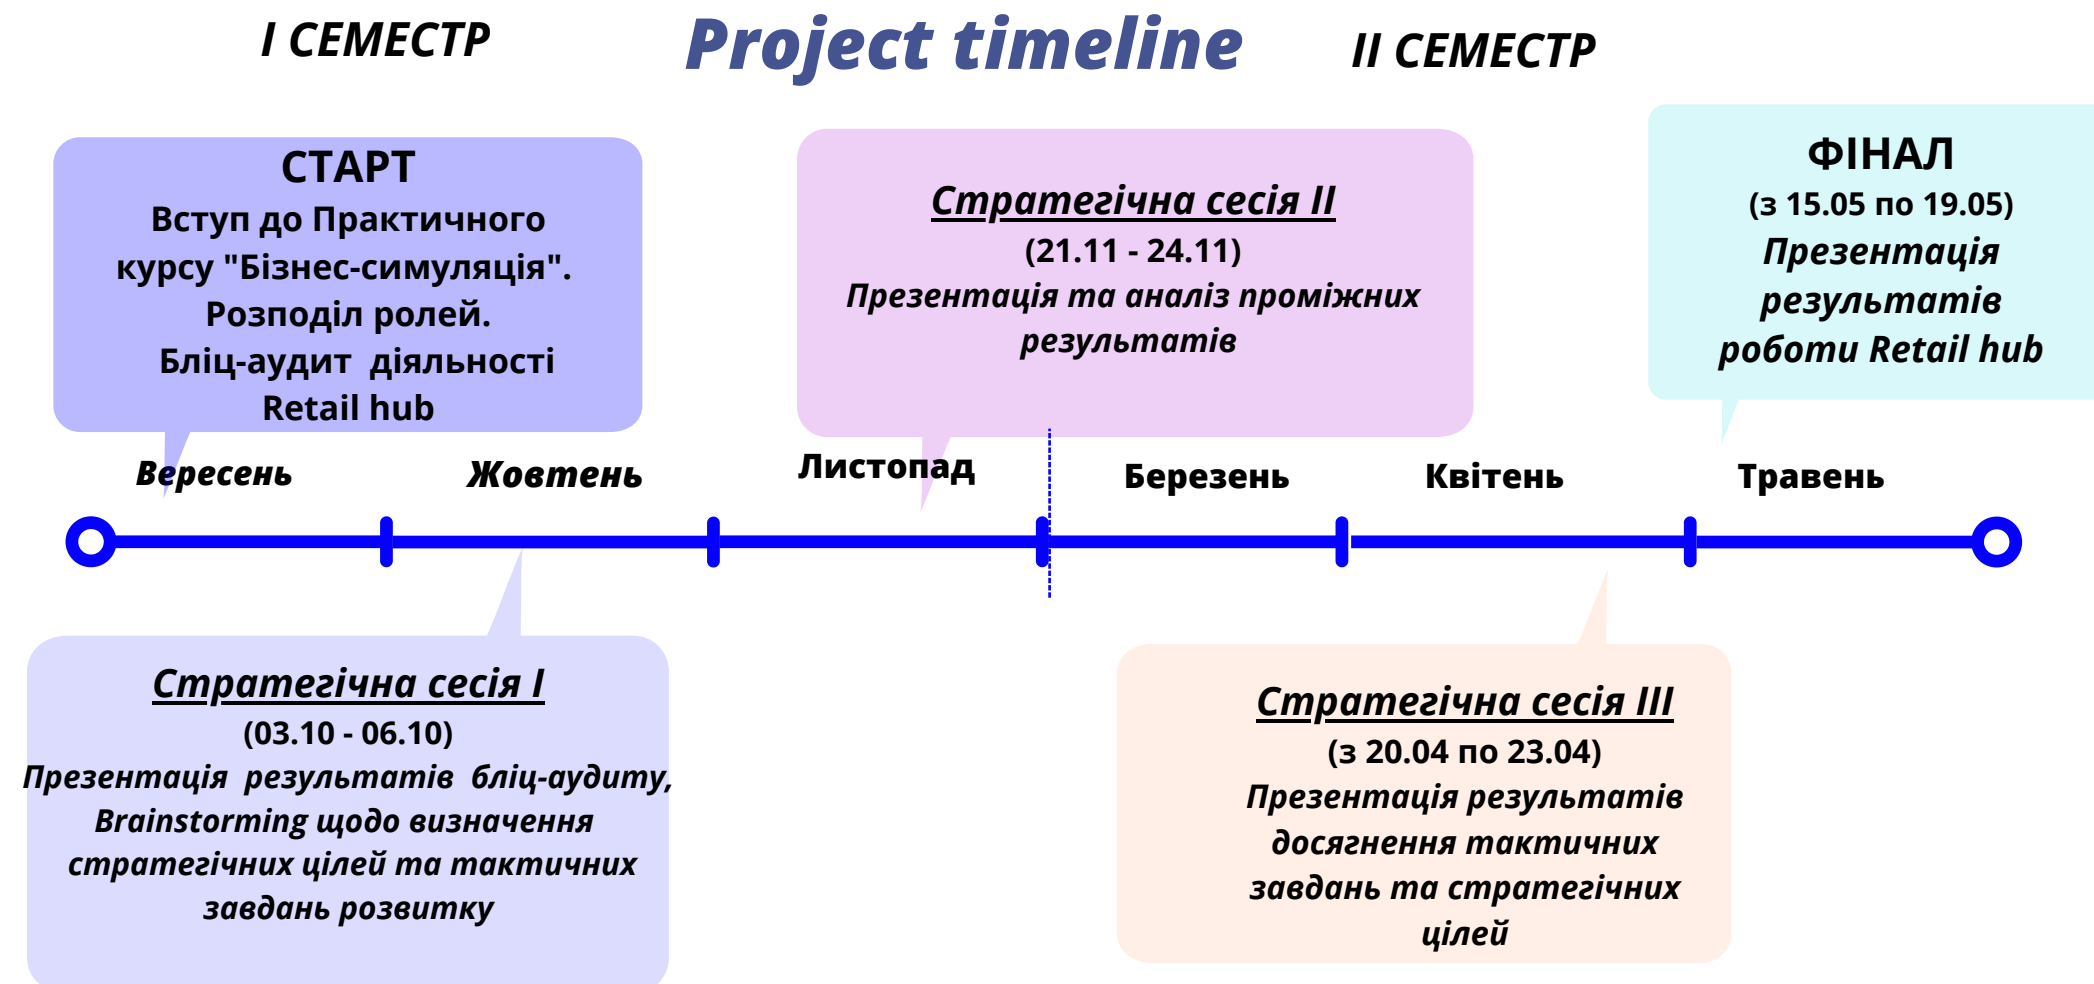 І СЕМЕСТР
Project timeline
ІІ СЕМЕСТР
СТАРТ
Вступ до Практичного
курсу "Бізнес-симуляція".
Розподіл ролей.
Бліц-аудит діяльності
Retail hub
Стратегічна сесія ІІ
(21.11 - 24.11)
Презентація та аналіз проміжних
результатів
ФІНАЛ
(з 15.05 по 19.05)
Презентація
результатів
роботи Retail hub
Вересень
Жовтень
Листопад
Березень
Квітень
Травень
Стратегічна сесія І
(03.10 - 06.10)
Презентація результатів бліц-аудиту,
Brainstorming щодо визначення
стратегічних цілей та тактичних
завдань розвитку
Стратегічна сесія ІІІ
(з 20.04 по 23.04)
Презентація результатів
досягнення тактичних
завдань та стратегічних
цілей